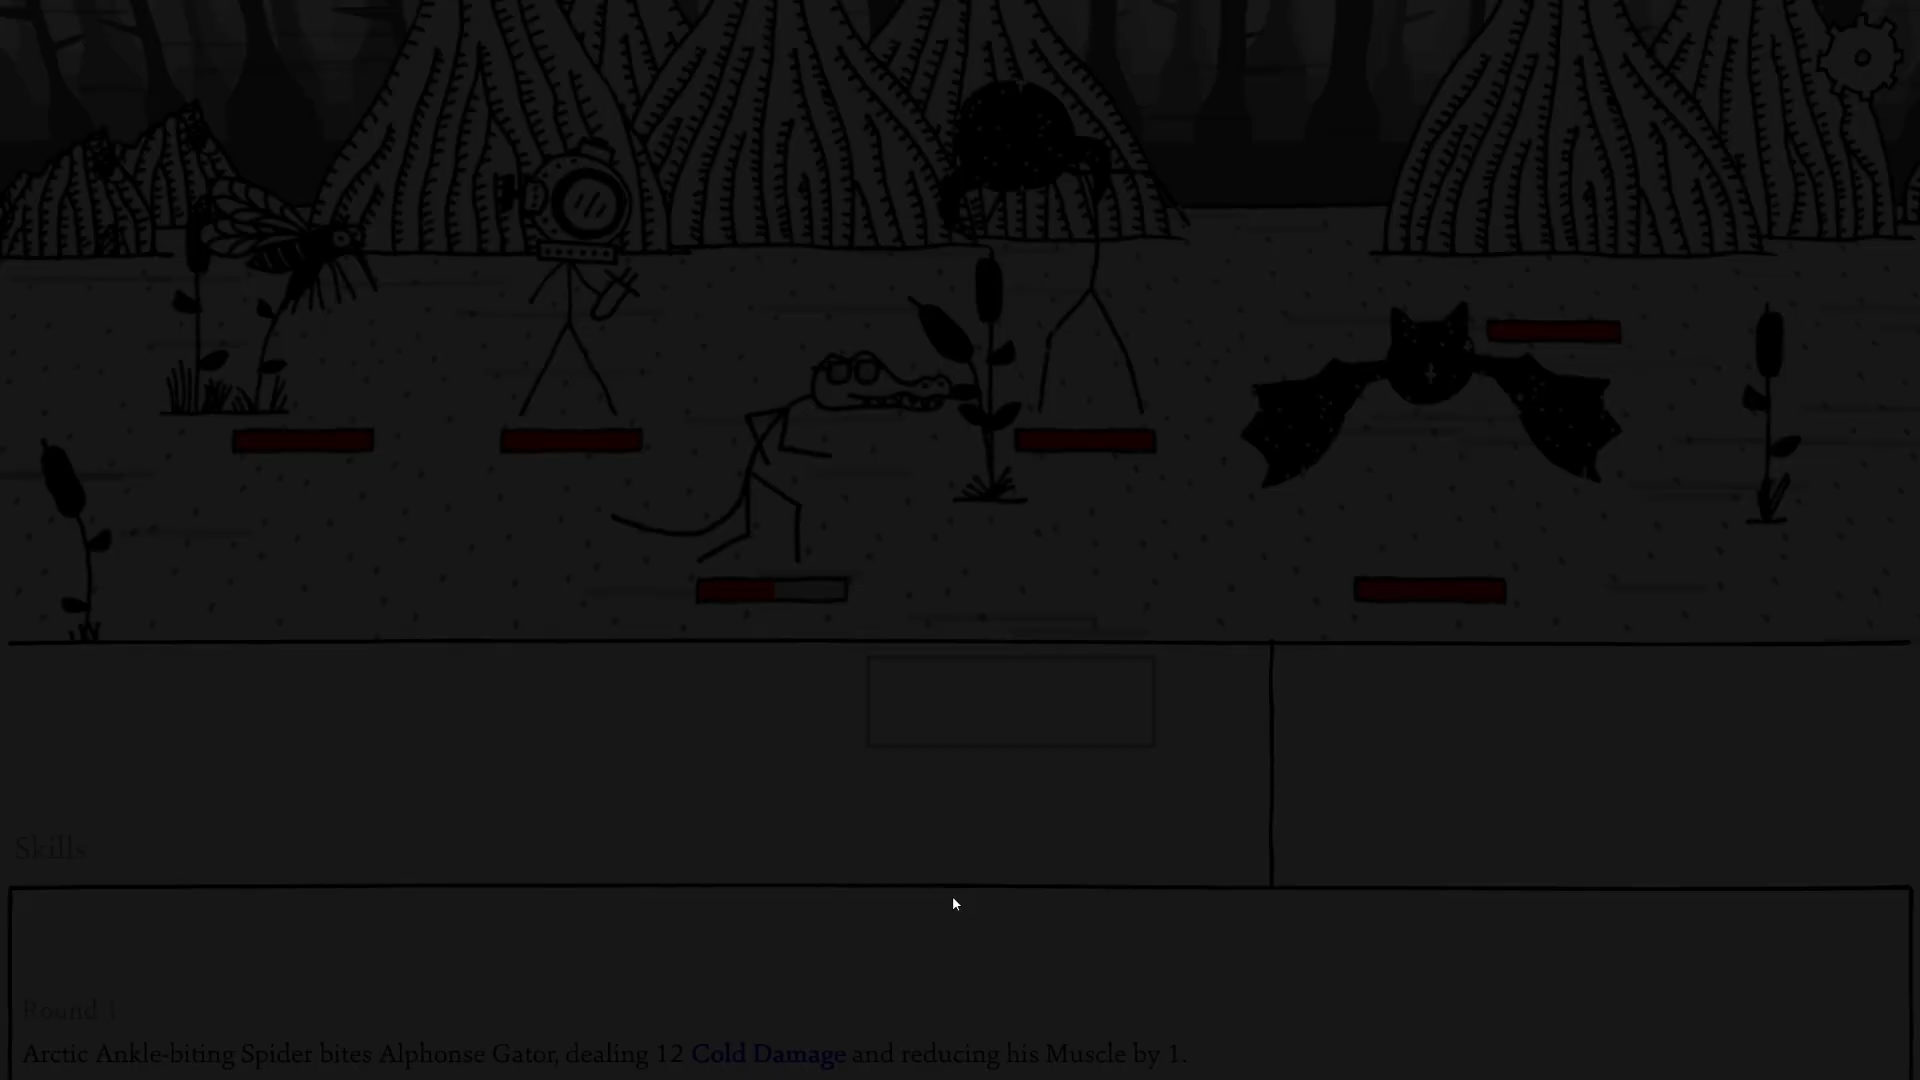 Skills
Round 1
Arctic Ankle-biting Spider bites Alphonse Gator, dealing 12 Cold Damage and reducing his Muscle by 1.